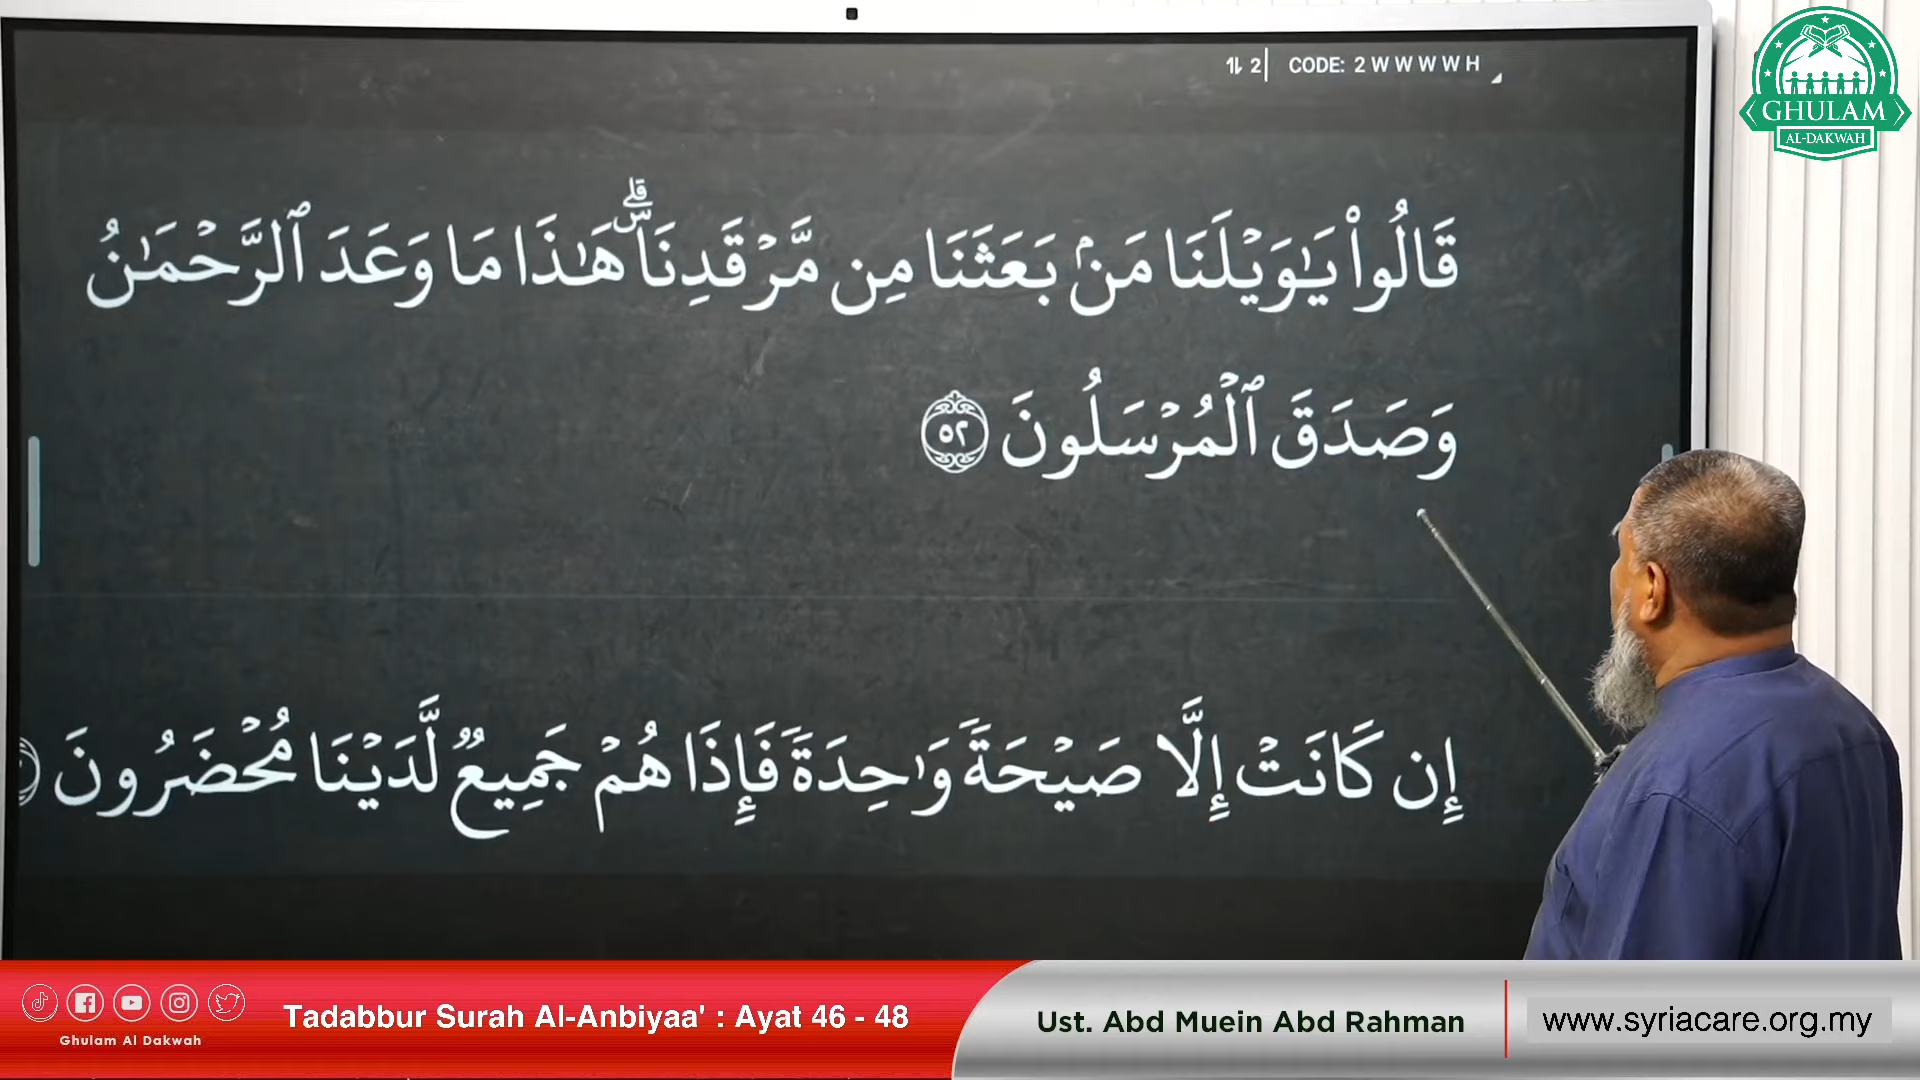 1l 2 CODE: 2 W W W W H
GHULAM
AL-DAKWAH
قَالُوا۟ يَـٰوَيْلَنَا مَنۢ بَعَثَنَا مِن مَّرْقَدِنَا ۜ ۗ هَـٰذَا مَا وَعَدَ ٱلرَّحْمَـٰنُ
وَصَدَقَ ٱلْمُرْسَلُونَ ٥٢
إِن كَانَتْ إِلَّا صَيْحَةً وَٰحِدَةً فَإِذَا هُمْ جَمِيعٌ لَّدَيْنَا مُحْضَرُونَ
Ghulam Al Dakwah
Tadabbur Surah Al-Anbiyaa' : Ayat 46 - 48
Ust. Abd Muein Abd Rahman
www.syriacare.org.my